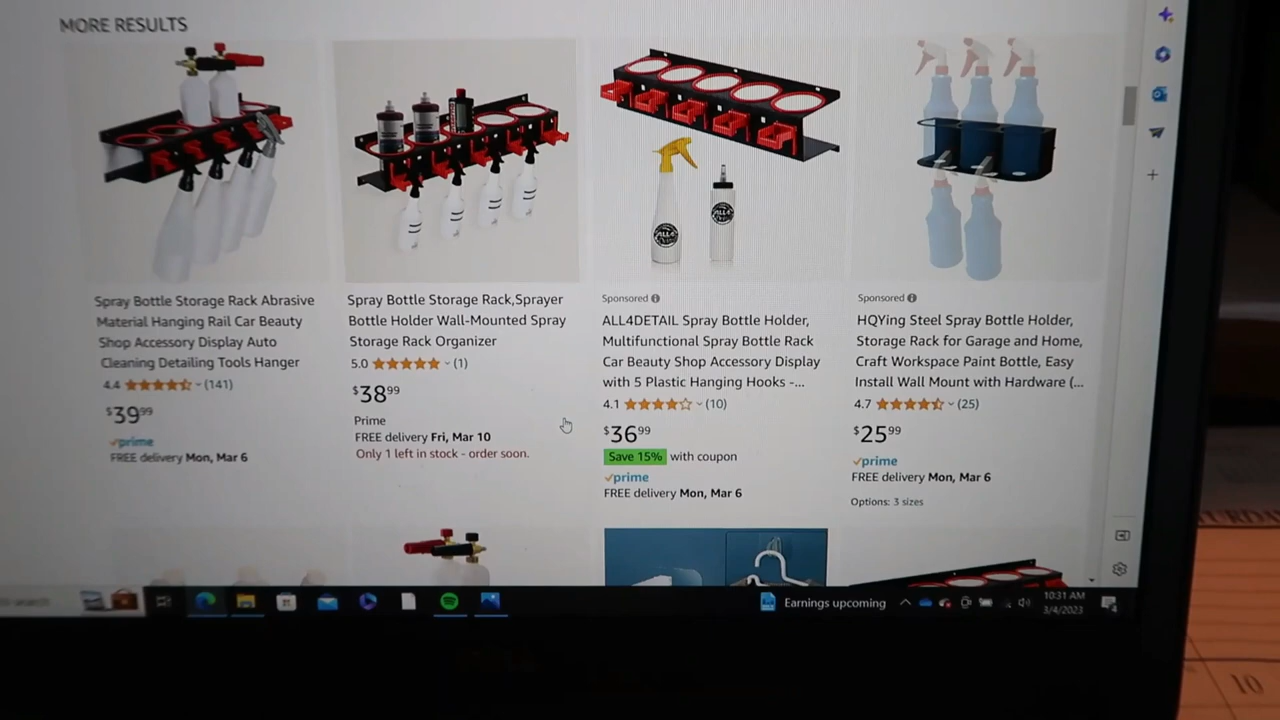 MORE RESULTS
Spray Bottle Storage Rack Abrasive
Material Hanging Rail Car Beauty
Shop Accessory Display Auto
Cleaning Detailing Tools Hanger
4.4 (141)
$39.99
prime
FREE delivery Mon, Mar 6
Spray Bottle Storage Rack,Sprayer
Bottle Holder Wall-Mounted Spray
Storage Rack Organizer
5.0 (1)
$38.99
Prime
FREE delivery Fri, Mar 10
Only 1 left in stock - order soon.
Sponsored
ALL4DETAIL Spray Bottle Holder,
Multifunctional Spray Bottle Rack
Car Beauty Shop Accessory Display
with 5 Plastic Hanging Hooks -...
4.1 (10)
$36.99
Save 15% with coupon
prime
FREE delivery Mon, Mar 6
Sponsored
HQYing Steel Spray Bottle Holder,
Storage Rack for Garage and Home,
Craft Workspace Paint Bottle, Easy
Install Wall Mount with Hardware (...
4.7 (25)
$25.99
prime
FREE delivery Mon, Mar 6
Options: 3 sizes
search
Earnings upcoming
10:31 AM
3/4/2023
10